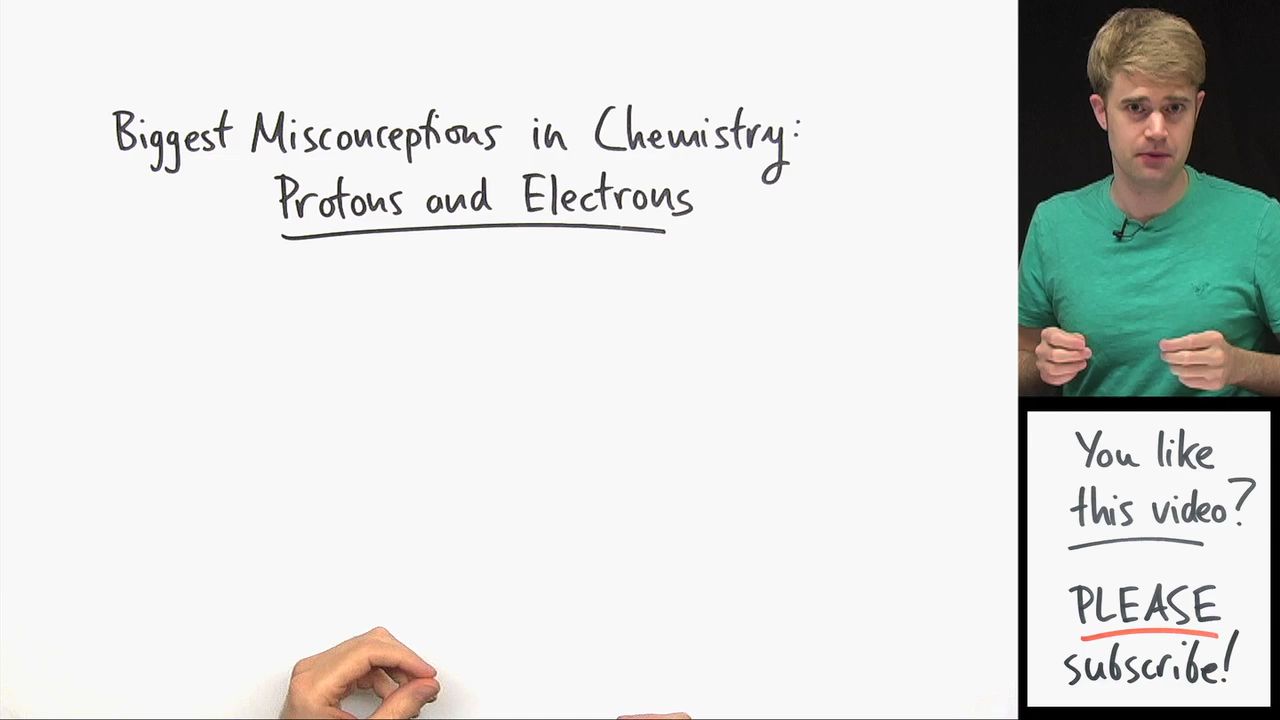 Biggest Misconceptions in Chemistry:
Protons and Electrons
You like
this video?
PLEASE
subscribe!